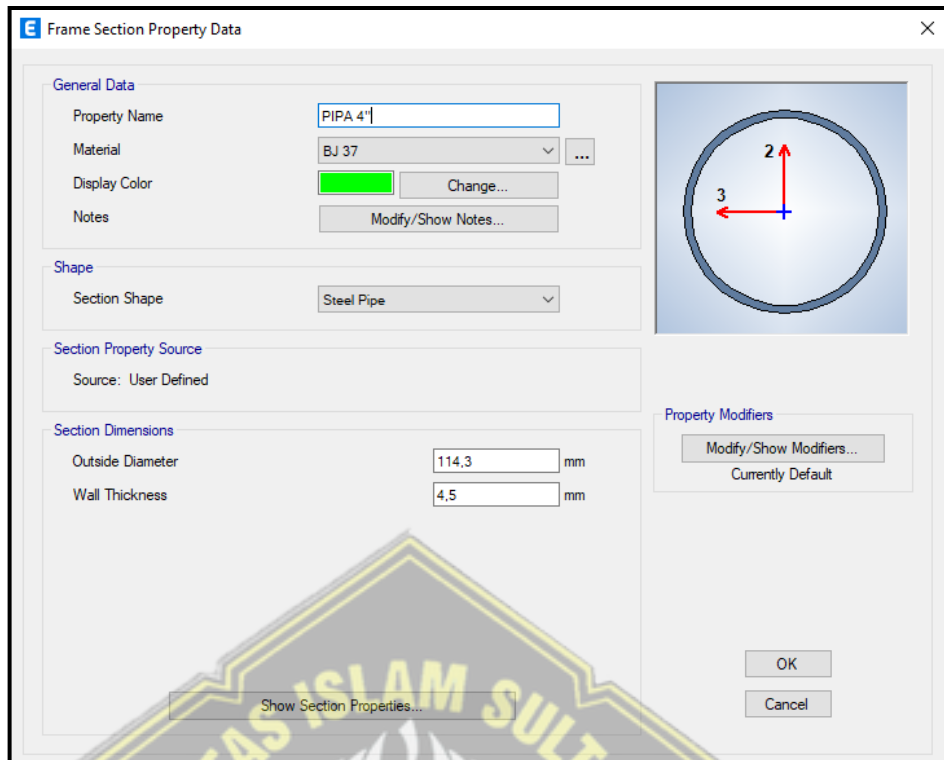 E Frame Section Property Data
General Data
Property Name PIPA 4"
Material BJ 37 ...
Display Color Change...
Notes Modify/Show Notes...
2
3
Shape
Section Shape Steel Pipe
Section Property Source
Source: User Defined
Section Dimensions
Outside Diameter 114,3 mm
Wall Thickness 4,5 mm
Property Modifiers
Modify/Show Modifiers...
Currently Default
Show Section Properties...
OK
Cancel
ISLAM